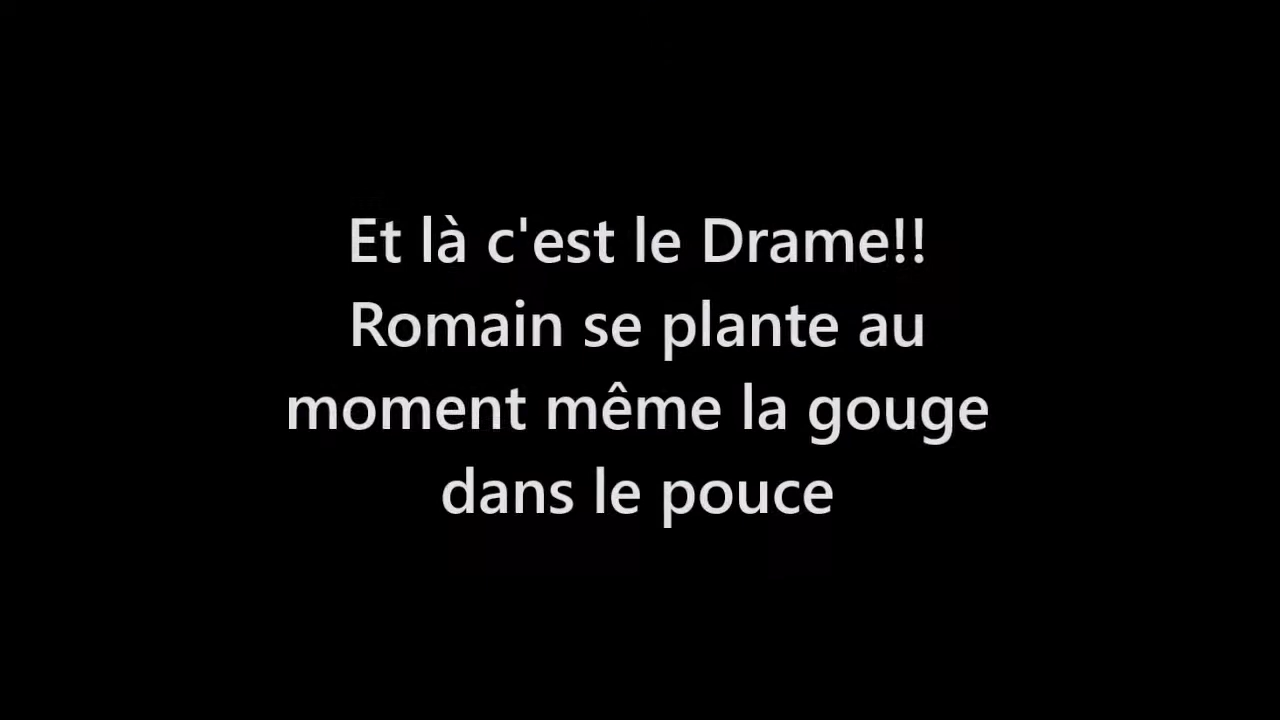 Et là c'est le Drame!!
Romain se plante au
moment même la gouge
dans le pouce